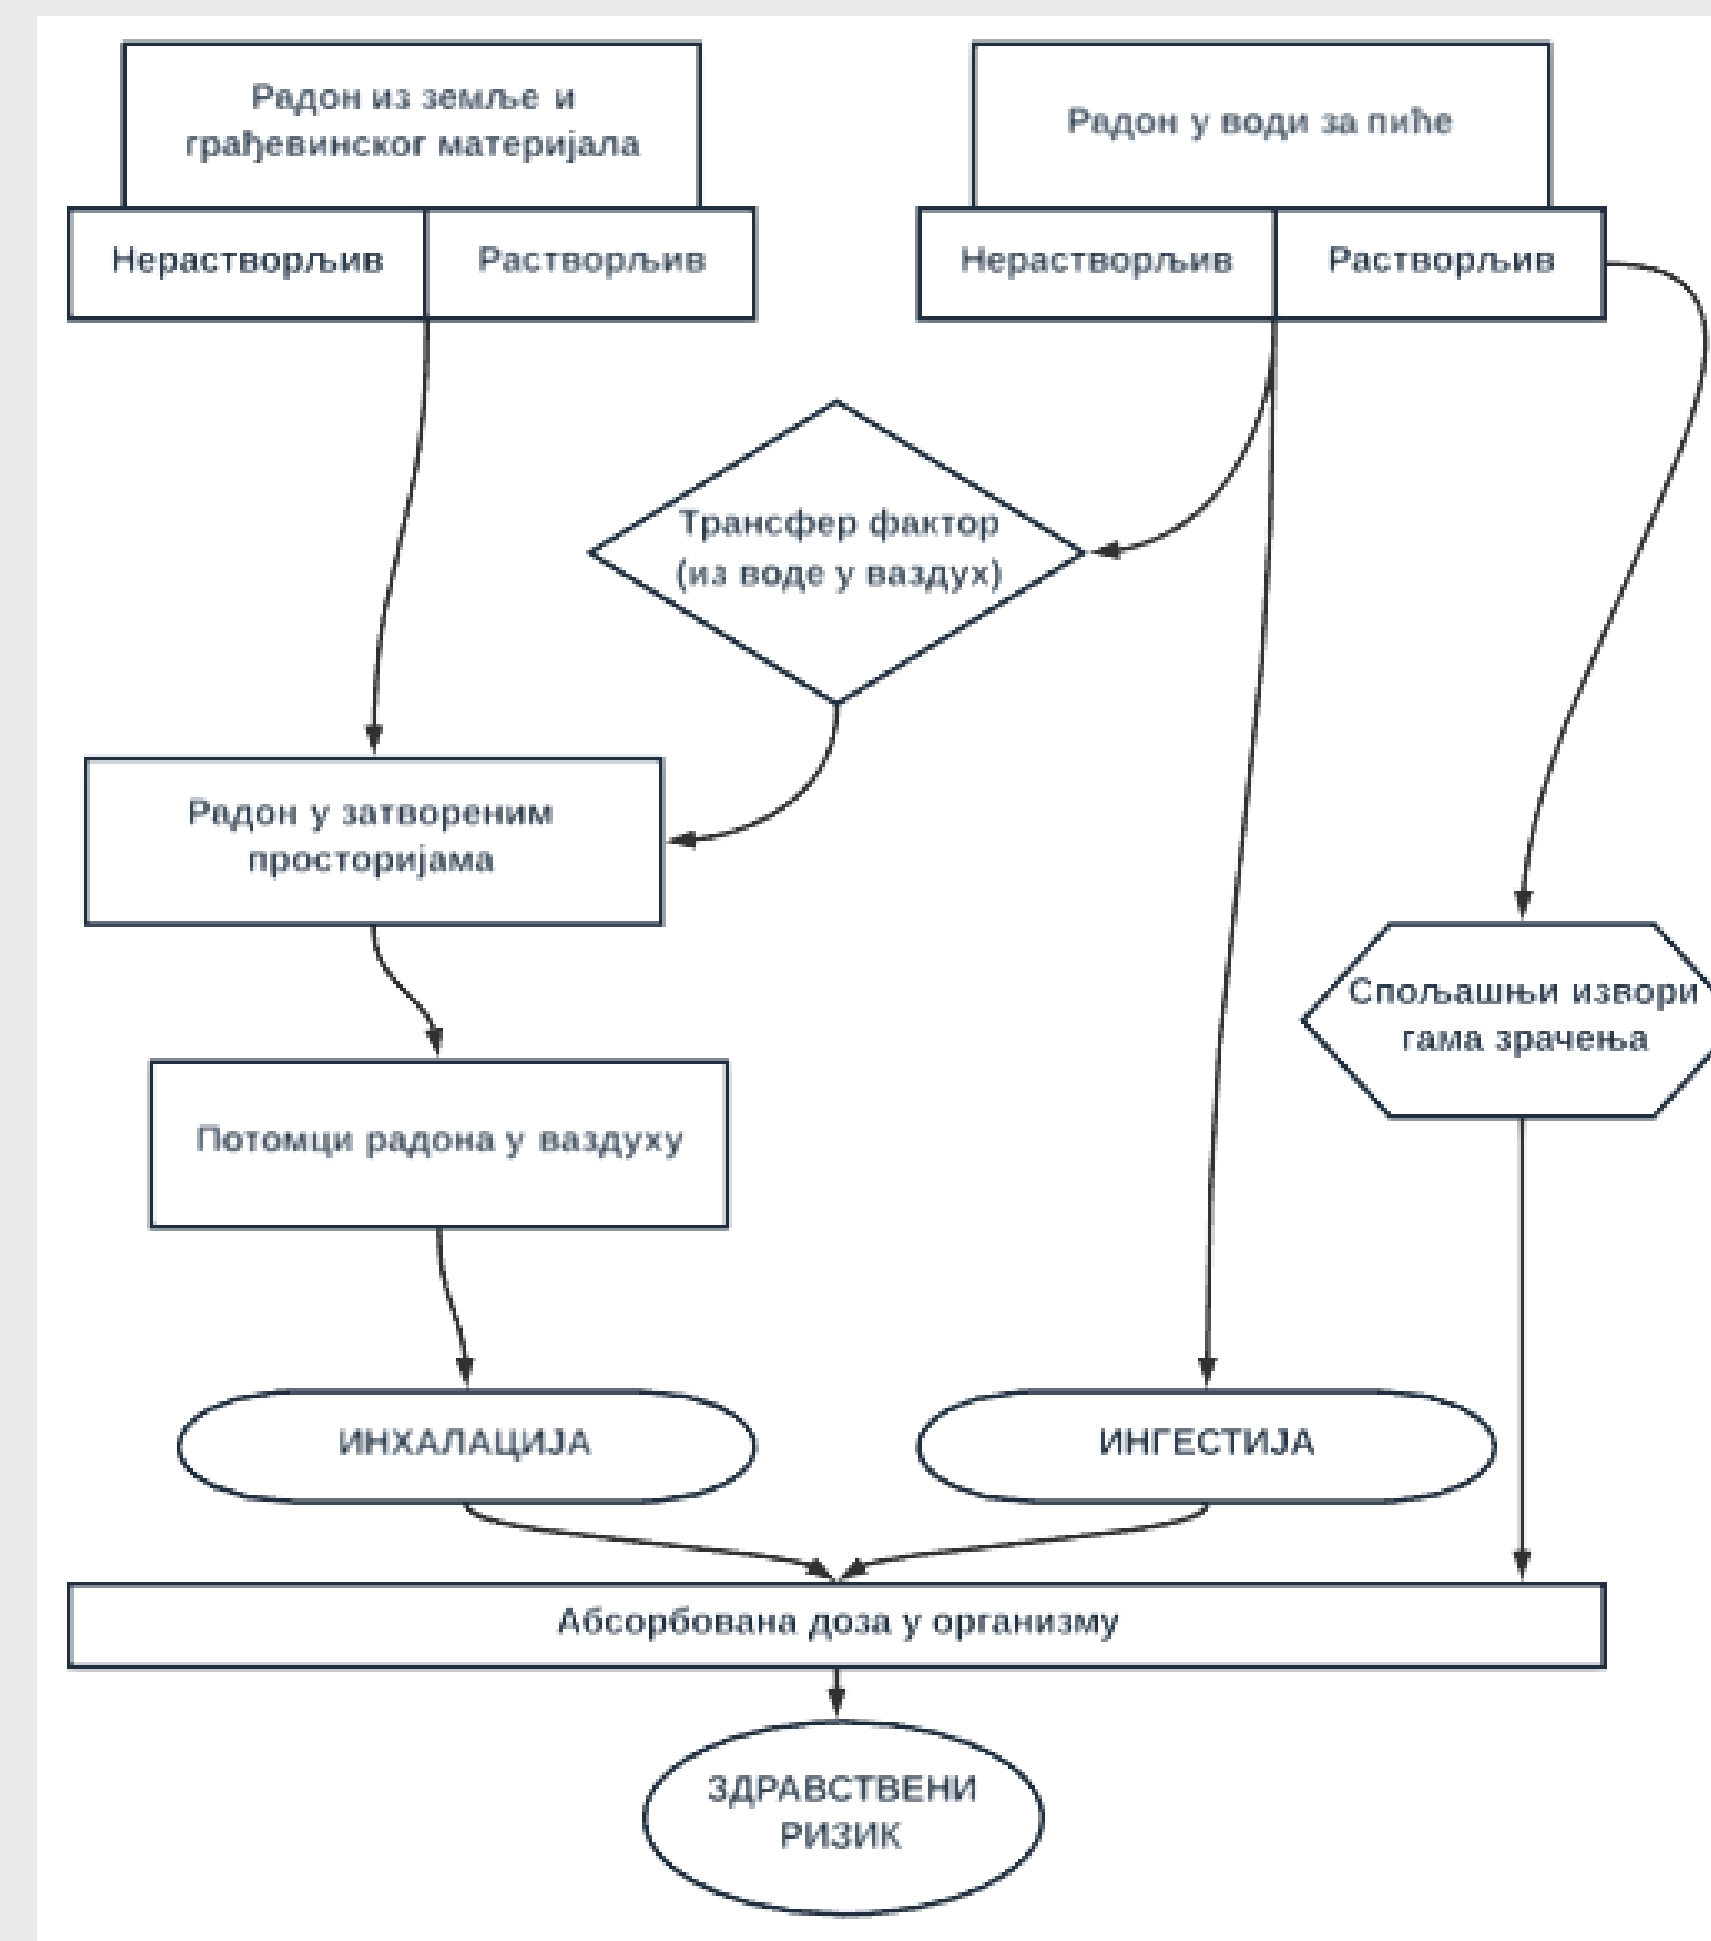 Радон из земље и
грађевинског материјала
Радон у води за пиће
Нерастворљив
Растворљив
Нерастворљив
Растворљив
Трансфер фактор
(из воде у ваздух)
Радон у затвореним
просторијама
Спољашњи извори
гама зрачења
Потомци радона у ваздуху
ИНХАЛАЦИЈА
ИНГЕСТИЈА
Абсорбована доза у организму
ЗДРАВСТВЕНИ
РИЗИК